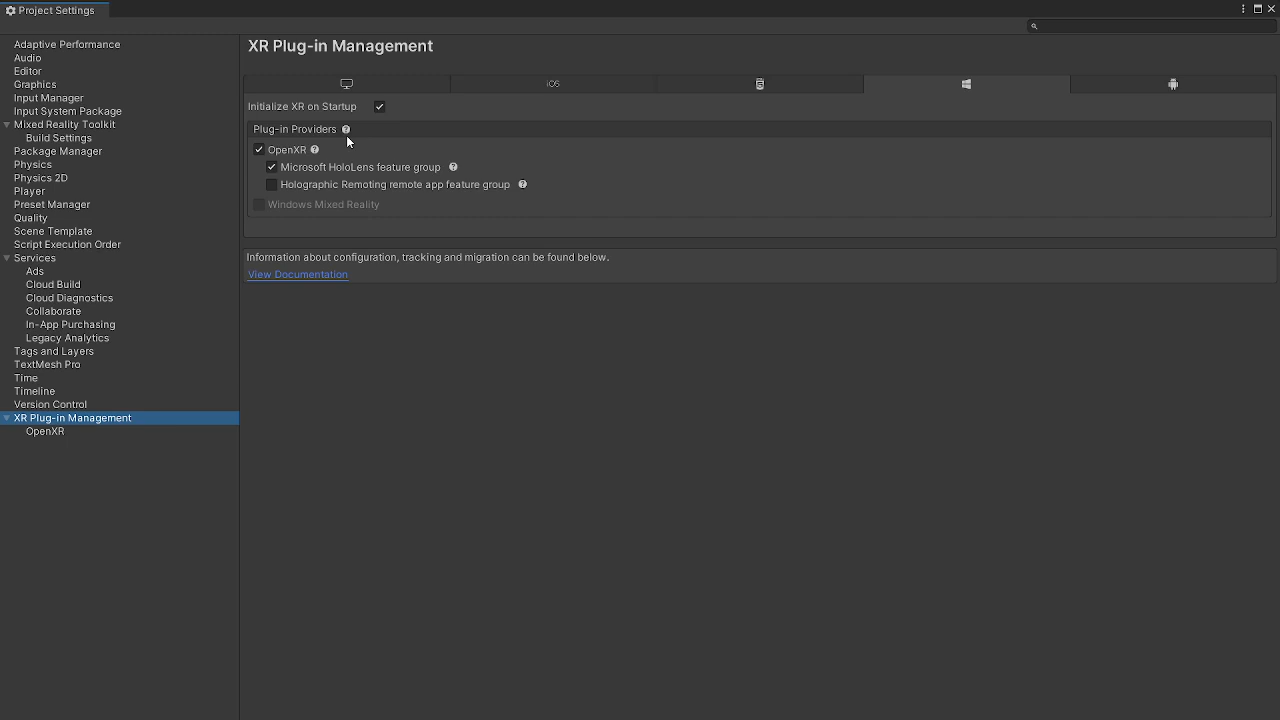 Project Settings
Adaptive Performance
Audio
Editor
Graphics
Input Manager
Input System Package
Mixed Reality Toolkit
Build Settings
Package Manager
Physics
Physics 2D
Player
Preset Manager
Quality
Scene Template
Script Execution Order
Services
Ads
Cloud Build
Cloud Diagnostics
Collaborate
In-App Purchasing
Legacy Analytics
Tags and Layers
TextMesh Pro
Time
Timeline
Version Control
XR Plug-in Management
OpenXR
XR Plug-in Management
iOS
Initialize XR on Startup
Plug-in Providers
OpenXR
Microsoft HoloLens feature group
Holographic Remoting remote app feature group
Windows Mixed Reality
Information about configuration, tracking and migration can be found below.
View Documentation